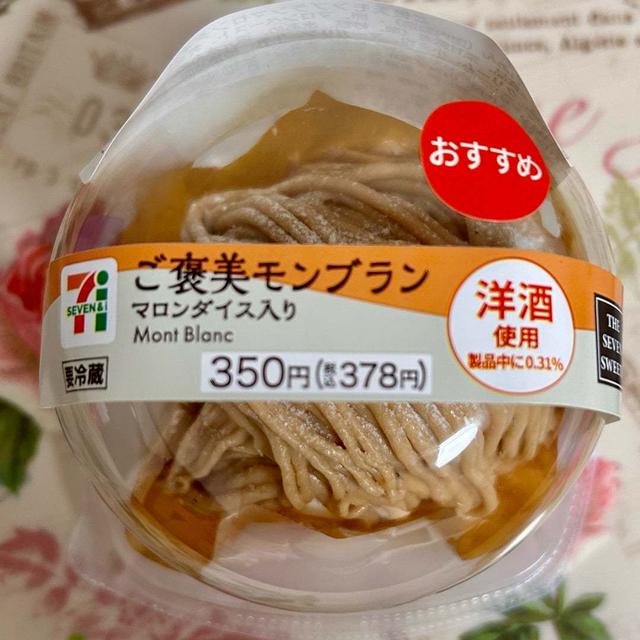 おすすめ
ご褒美モンブラン
マロンダイス入り
Mont Blanc
SEVEN & i
要冷蔵
350円(税込378円)
洋酒
使用
製品中に0.31%
THE
SEVEN
SWEE